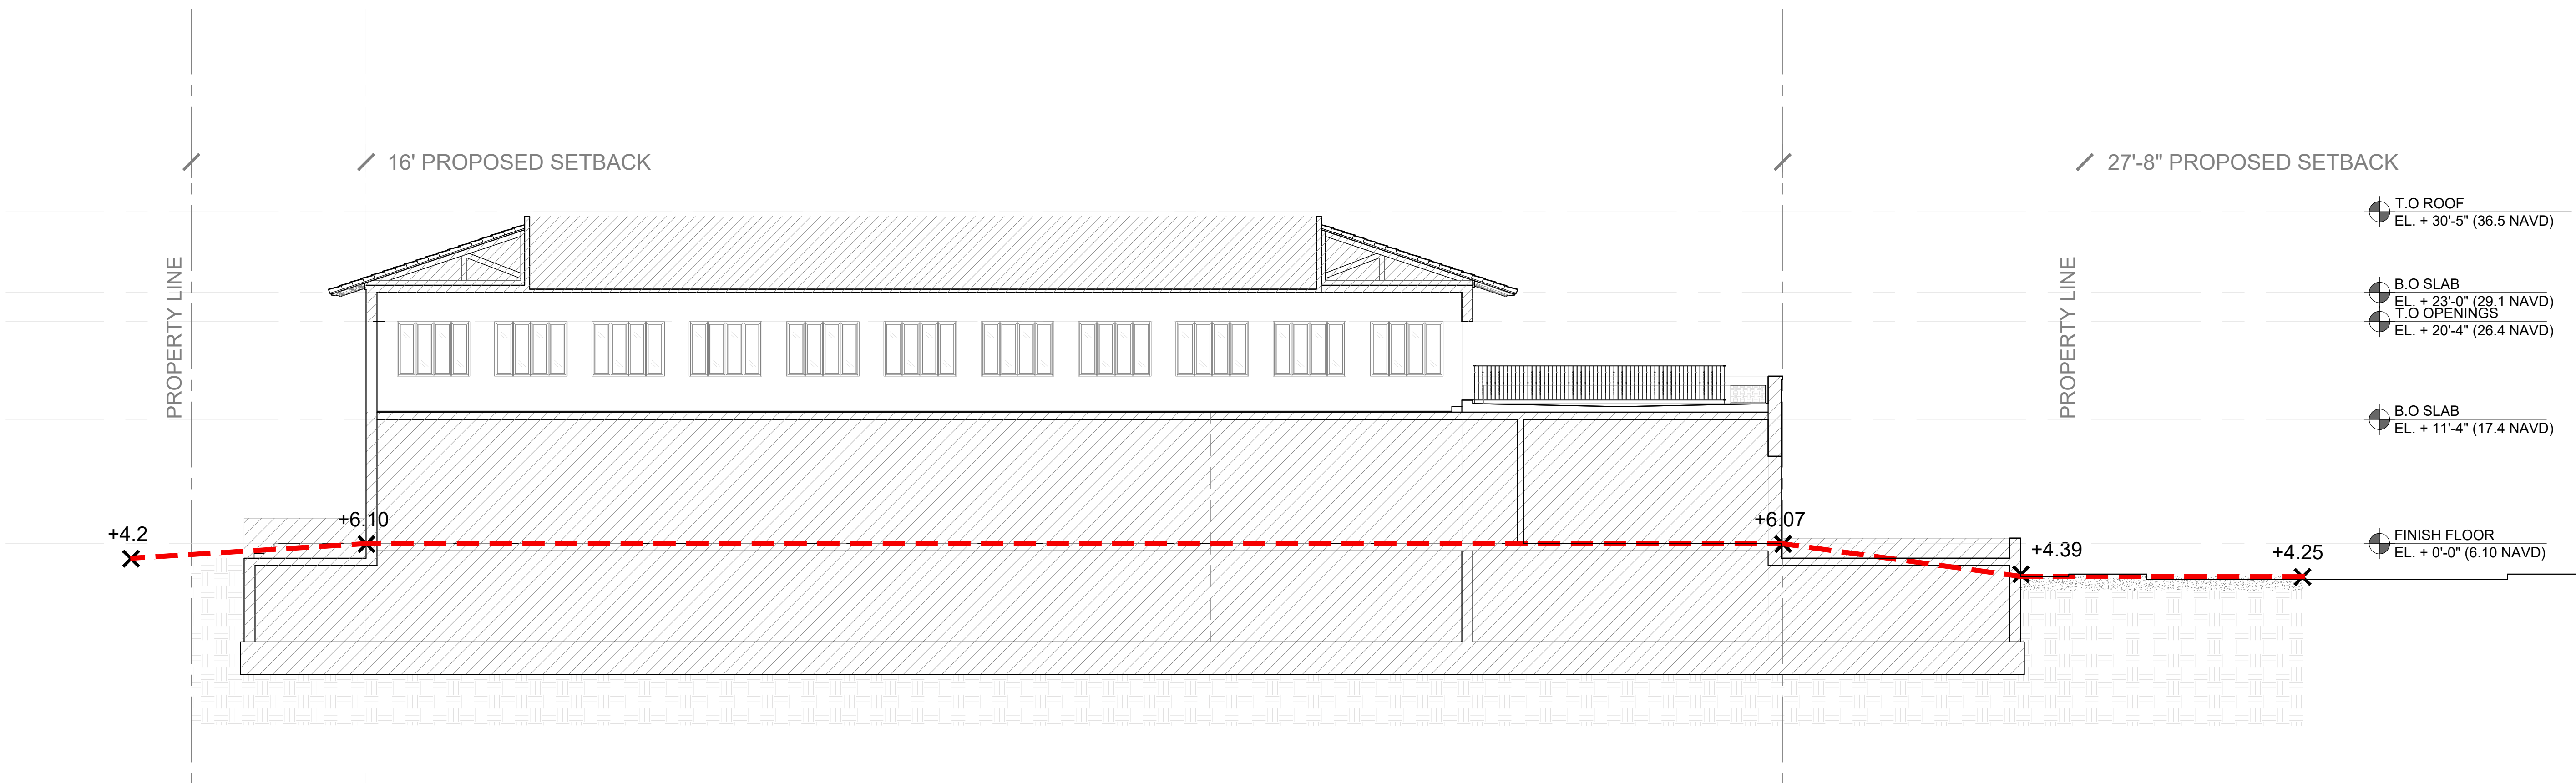 16' PROPOSED SETBACK
27'-8" PROPOSED SETBACK
T.O ROOF
EL. + 30'-5" (36.5 NAVD)
PROPERTY LINE
PROPERTY LINE
B.O SLAB
EL. + 23'-0" (29.1 NAVD)
T.O OPENINGS
EL. + 20'-4" (26.4 NAVD)
B.O SLAB
EL. + 11'-4" (17.4 NAVD)
+4.2
+6.10
+6.07
+4.39
+4.25
FINISH FLOOR
EL. + 0'-0" (6.10 NAVD)